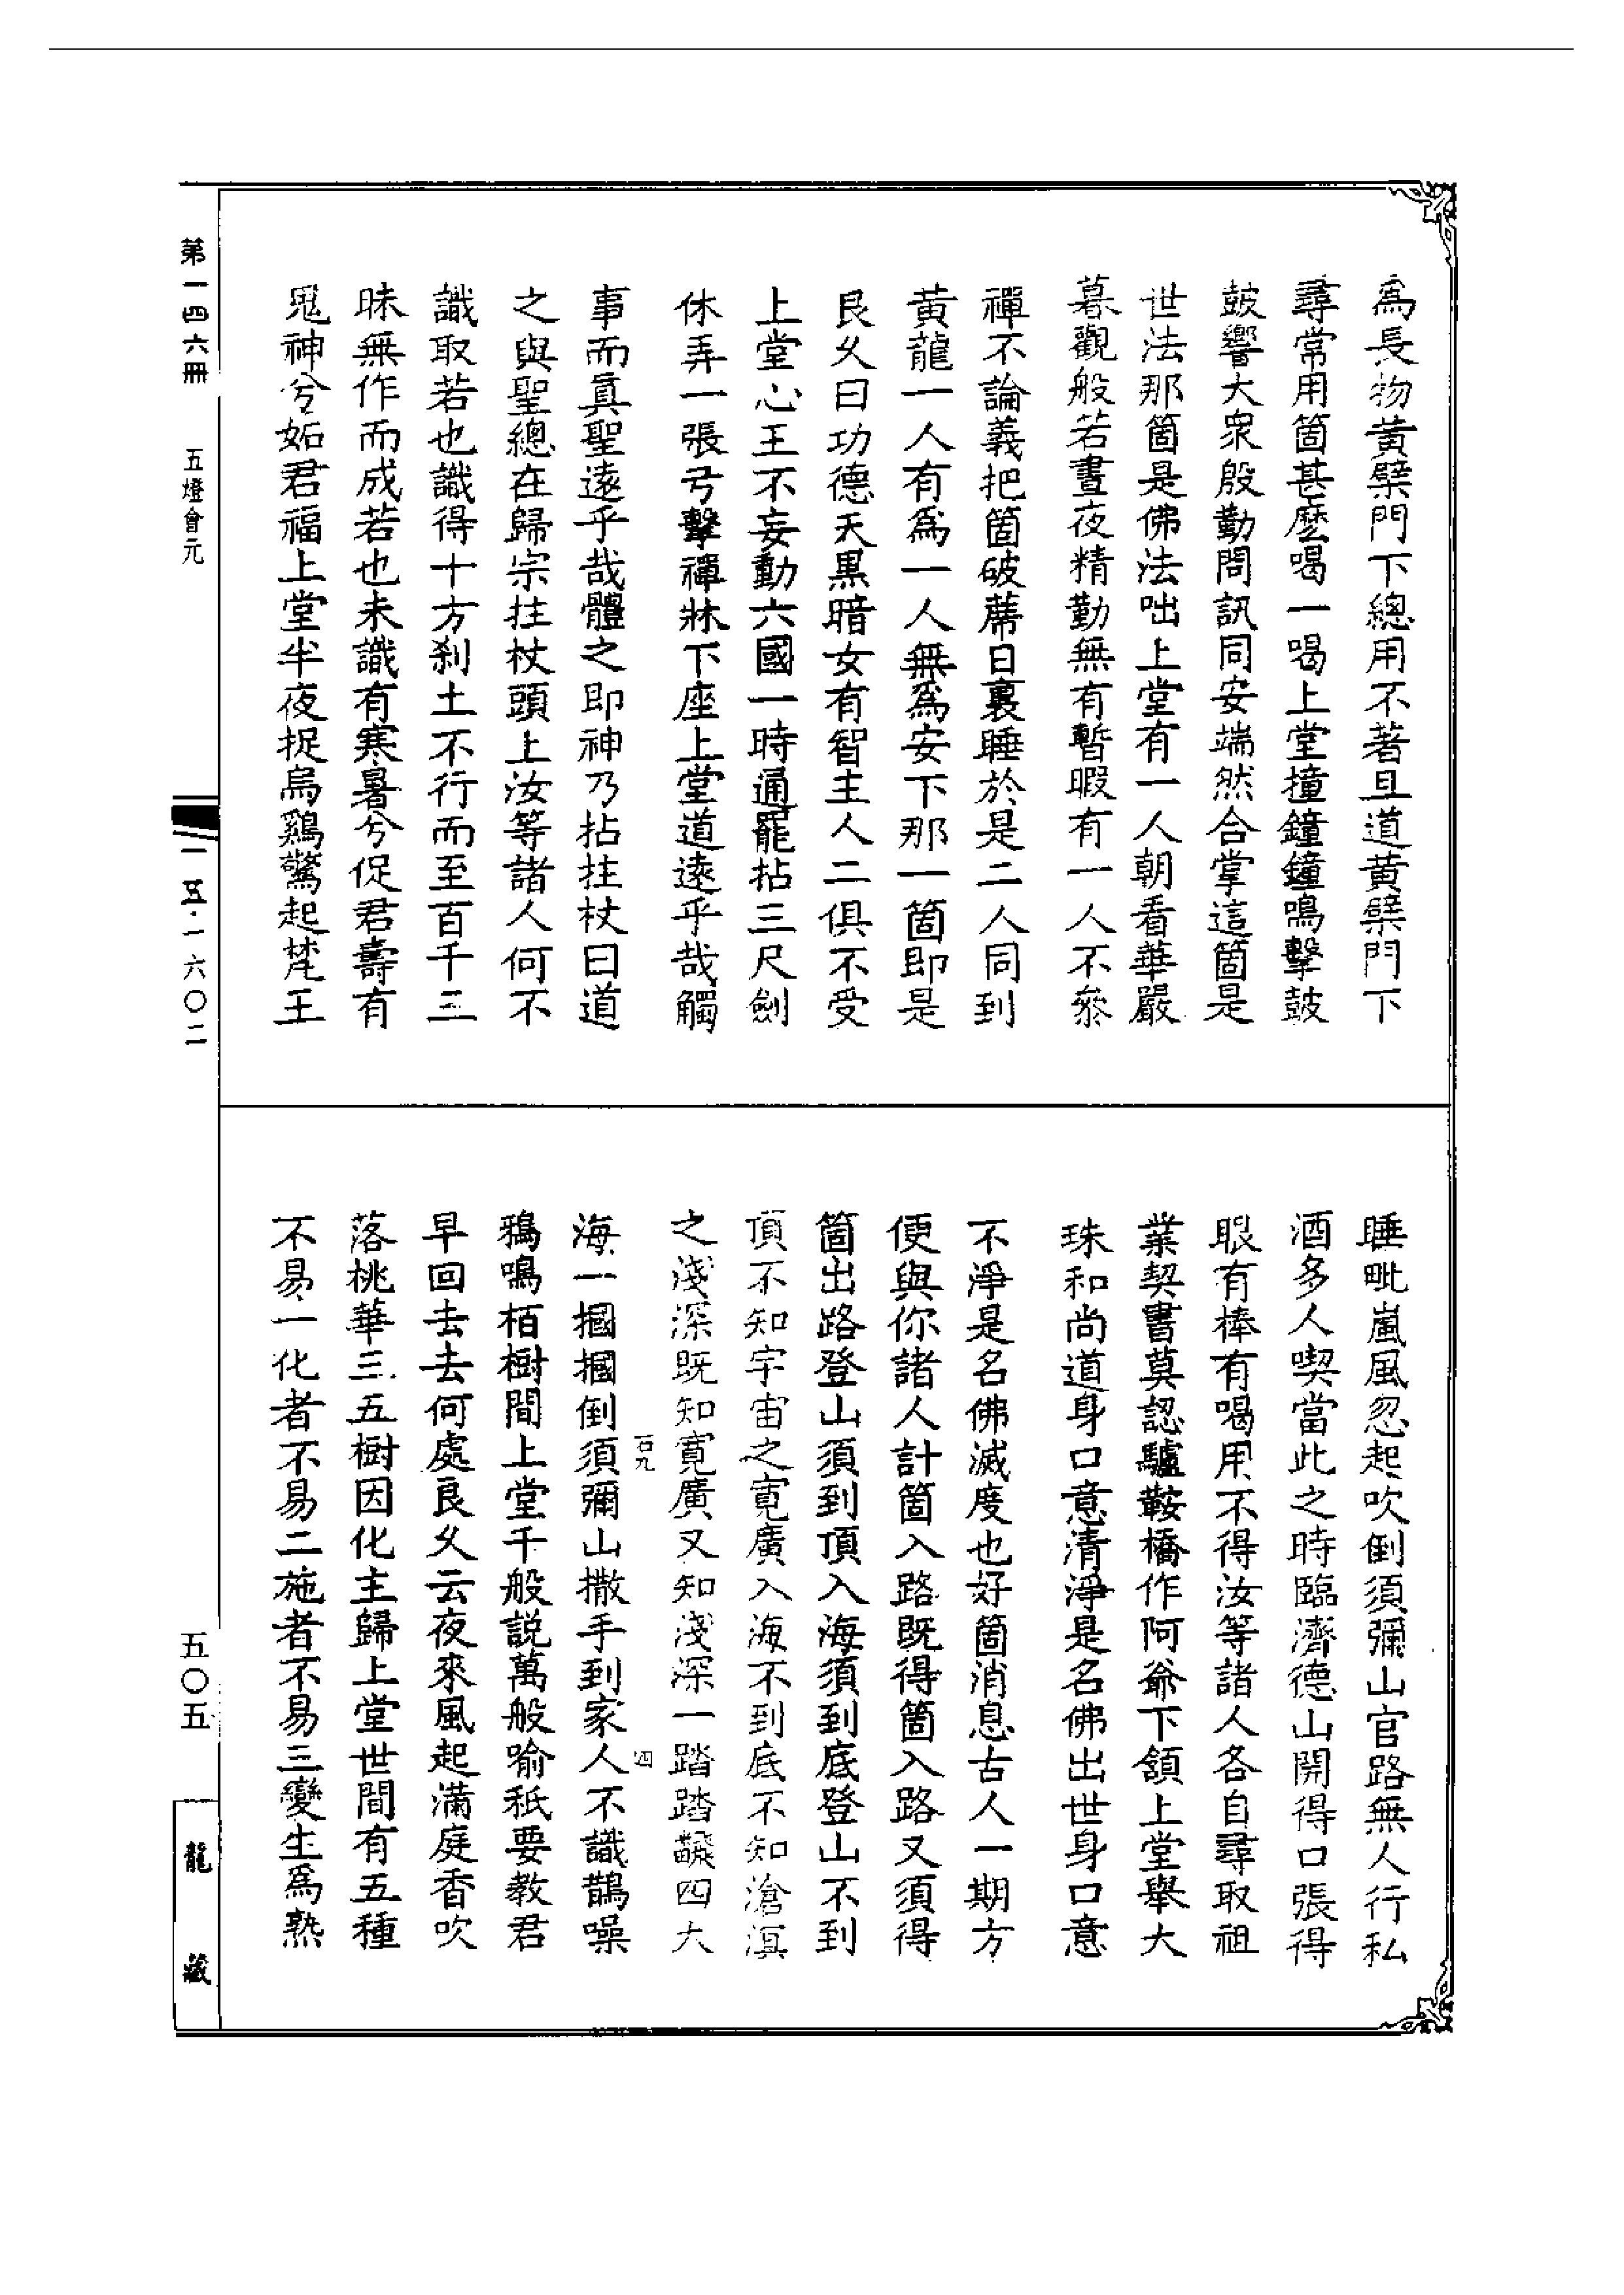 爲長物黃檗門下總用不著且道黃檗門下
尋常用箇甚麽喝一喝上堂撞鐘鐘鳴擊鼓
鼓響大衆殷勤問訊同安端然合掌這箇是
世法那箇是佛法咄上堂有一人朝看華嚴
暮觀般若晝夜精勤無有暫暇有一人不叅
禪不論義把箇破蓆日裏睡於是二人同到
黃龍一人有爲一人無爲安下那一箇即是
良久曰功德天黑暗女有智主人二俱不受
上堂心王不妄動六國一時通罷拈三尺劍
休弄一張弓擊禪牀下座上堂道遠乎哉觸
事而眞聖遠乎哉體之即神乃拈拄杖曰道
之與聖總在歸宗拄杖頭上汝等諸人何不
識取若也識得十方刹土不行而至百千三
昧無作而成若也未識有寒暑兮促君壽有
鬼神兮妬君福上堂半夜捉烏鷄驚起梵王
睡毗嵐風忽起吹倒須彌山官路無人行私
酒多人喫當此之時臨濟德山開得口張得
眼有棒有喝用不得汝等諸人各自尋取祖
業契書莫認驢鞍橋作阿爺下頷上堂舉大
珠和尚道身口意清淨是名佛出世身口意
不淨是名佛滅度也好箇消息古人一期方
便與你諸人計箇入路既得箇入路又須得
箇出路登山須到頂入海須到底登山不到
頂不知宇宙之寬廣入海不到底不知滄溟
之淺深既知寬廣又知淺深一踏踏飜四大
石九
四
海一摑摑倒須彌山撒手到家人不識鵲噪
鴉鳴栢樹間上堂千般説萬般喻秖要教君
早回去去何處良久云夜來風起滿庭香吹
落桃華三五樹因化主歸上堂世間有五種
不易一化者不易二施者不易三變生爲熟
第一四六冊
五燈會元
一五·一六〇二
五〇五
龍藏